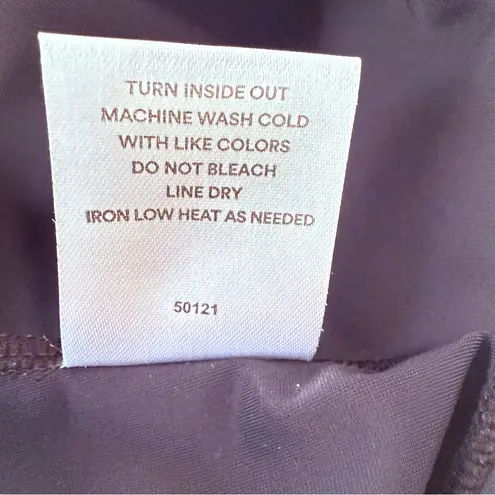 TURN INSIDE OUT
MACHINE WASH COLD
WITH LIKE COLORS
DO NOT BLEACH
LINE DRY
IRON LOW HEAT AS NEEDED
50121